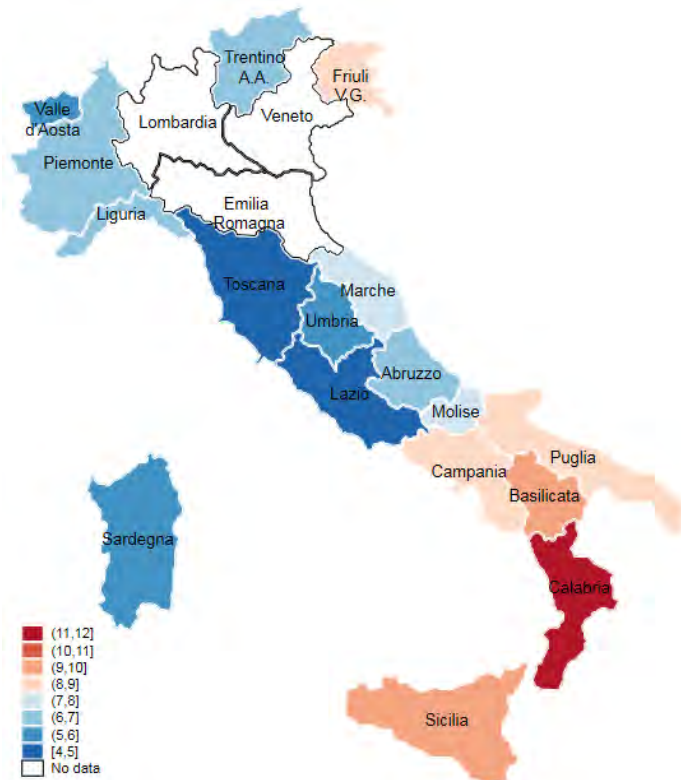 Trentino
A.A.
Friuli
V.G.
Valle
d'Aosta
Lombardia
Veneto
Piemonte
Emilia
Romagna
Liguria
Toscana
Marche
Umbria
Abruzzo
Lazio
Molise
Campania
Puglia
Basilicata
Sardegna
Calabria
Sicilia
(11,12]
(10,11]
(9,10]
(8,9]
(7,8]
(6,7]
(5,6]
[4,5]
No data